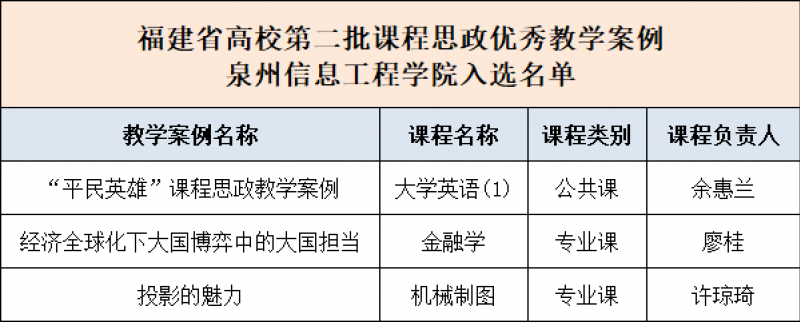 福建省高校第二批课程思政优秀教学案例
泉州信息工程学院入选名单
教学案例名称 课程名称 课程类别 课程负责人
“平民英雄”课程思政教学案例 大学英语(1) 公共课 余惠兰
经济全球化下大国博弈中的大国担当 金融学 专业课 廖桂
投影的魅力 机械制图 专业课 许琼琦